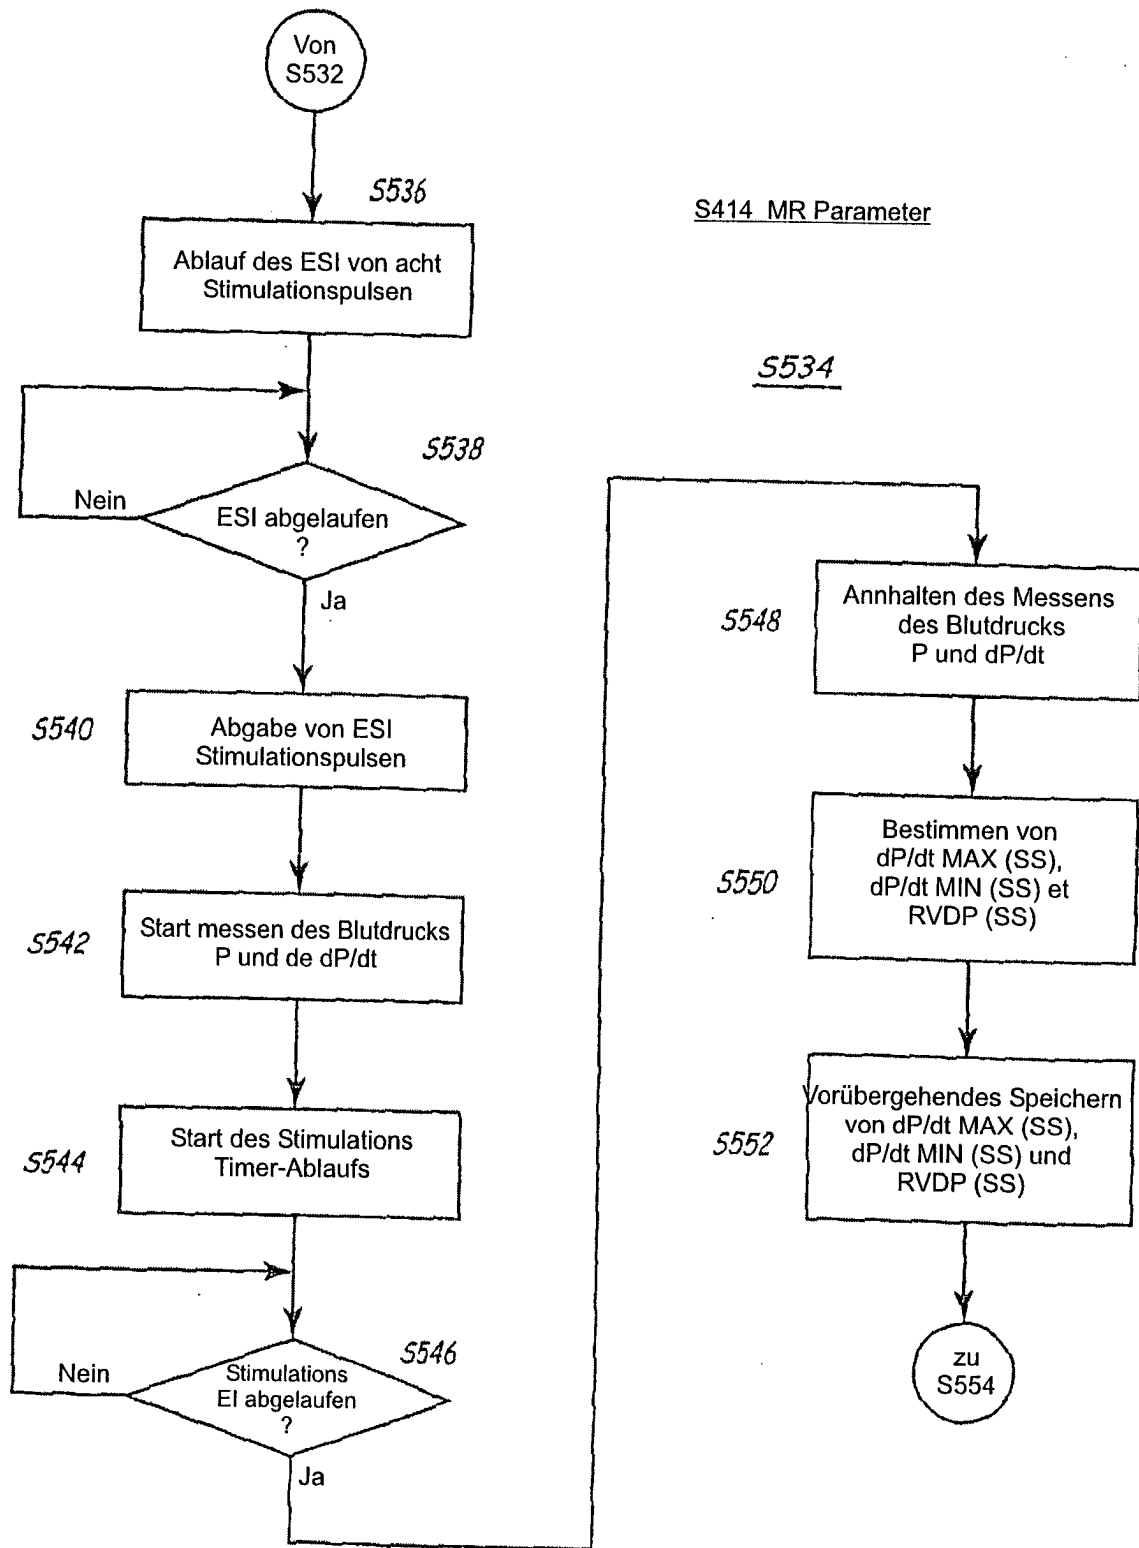 Von
S532
S536
S414 MR Parameter
Ablauf des ESI von acht
Stimulationspulsen
S534
S538
Nein
ESI abgelaufen
?
Ja
S540
Abgabe von ESI
Stimulationspulsen
S542
Start messen des Blutdrucks
P und de dP/dt
S544
Start des Stimulations
Timer-Ablaufs
S546
Nein
Stimulations
EI abgelaufen
?
Ja
S548
Annhalten des Messens
des Blutdrucks
P und dP/dt
S550
Bestimmen von
dP/dt MAX (SS),
dP/dt MIN (SS) et
RVDP (SS)
S552
Vorübergehendes Speichern
von dP/dt MAX (SS),
dP/dt MIN (SS) und
RVDP (SS)
zu
S554